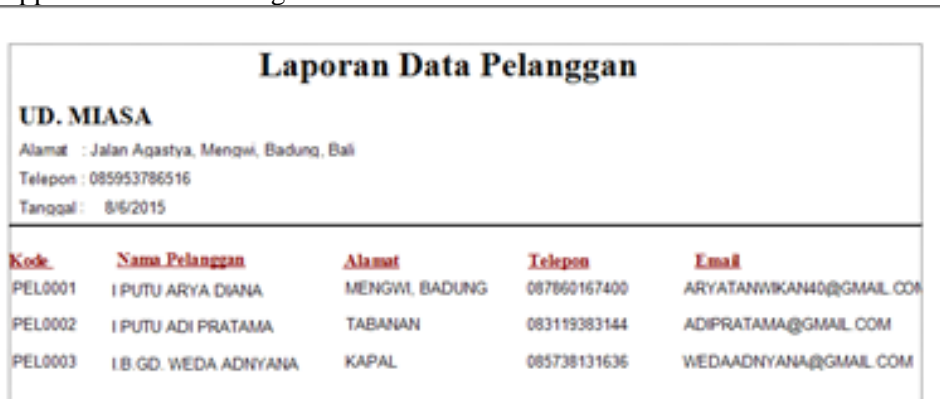 Laporan Data Pelanggan
UD. MIASA
Alamat : Jalan Agastya, Mengwi, Badung, Bali
Telepon : 085953786516
Tanggal : 8/6/2015
Kode Nama Pelanggan Alamat Telepon Email
PEL0001 I PUTU ARYA DIANA MENGWI, BADUNG 087860167400 ARYATANWIKAN40@GMAIL.COM
PEL0002 I PUTU ADI PRATAMA TABANAN 083119383144 ADIPRATAMA@GMAIL.COM
PEL0003 I.B.GD. WEDA ADNYANA KAPAL 085738131636 WEDAADNYANA@GMAIL.COM